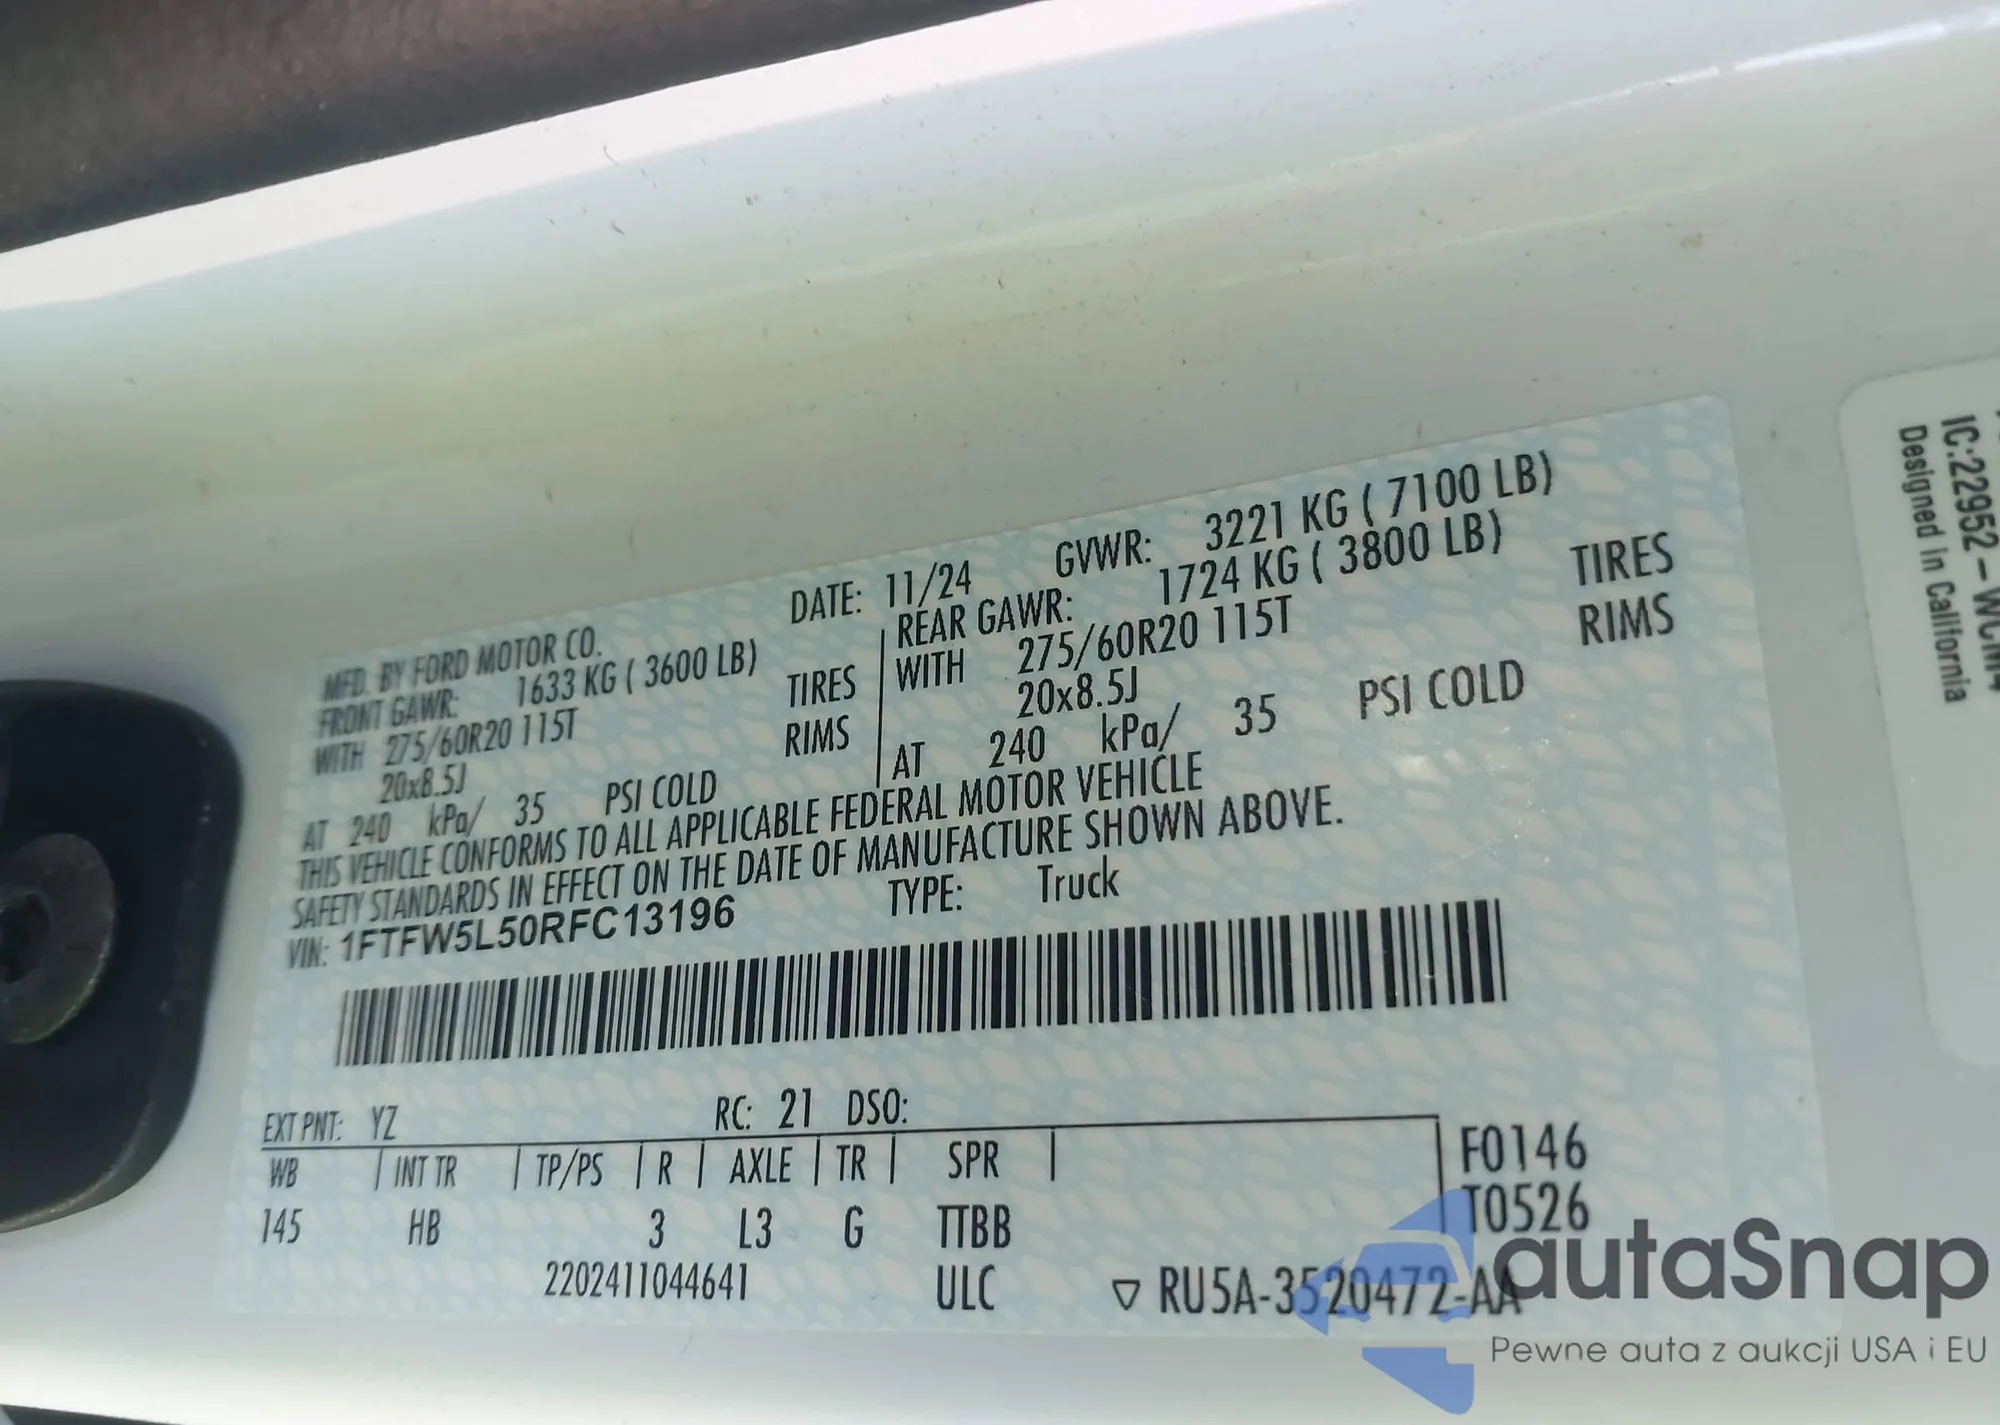 MFD. BY FORD MOTOR CO. DATE: 11/24 GVWR: 3221 KG ( 7100 LB)
FRONT GAWR: 1633 KG ( 3600 LB) REAR GAWR: 1724 KG ( 3800 LB)
WITH 275/60R20 115T TIRES WITH 275/60R20 115T TIRES
20x8.5J RIMS 20x8.5J RIMS
AT 240 kPa/ 35 PSI COLD AT 240 kPa/ 35 PSI COLD
THIS VEHICLE CONFORMS TO ALL APPLICABLE FEDERAL MOTOR VEHICLE
SAFETY STANDARDS IN EFFECT ON THE DATE OF MANUFACTURE SHOWN ABOVE.
VIN: 1FTFW5L50RFC13196 TYPE: Truck
EXT PNT: YZ RC: 21 DSO:
WB INT TR TP/PS R AXLE TR SPR F0146
145 HB 3 L3 G TTBB T0526
2202411044641 ULC ▽ RU5A-3520472-AA
IC:22952-
Designed in California
autaSnap
Pewne auta z aukcji USA i EU